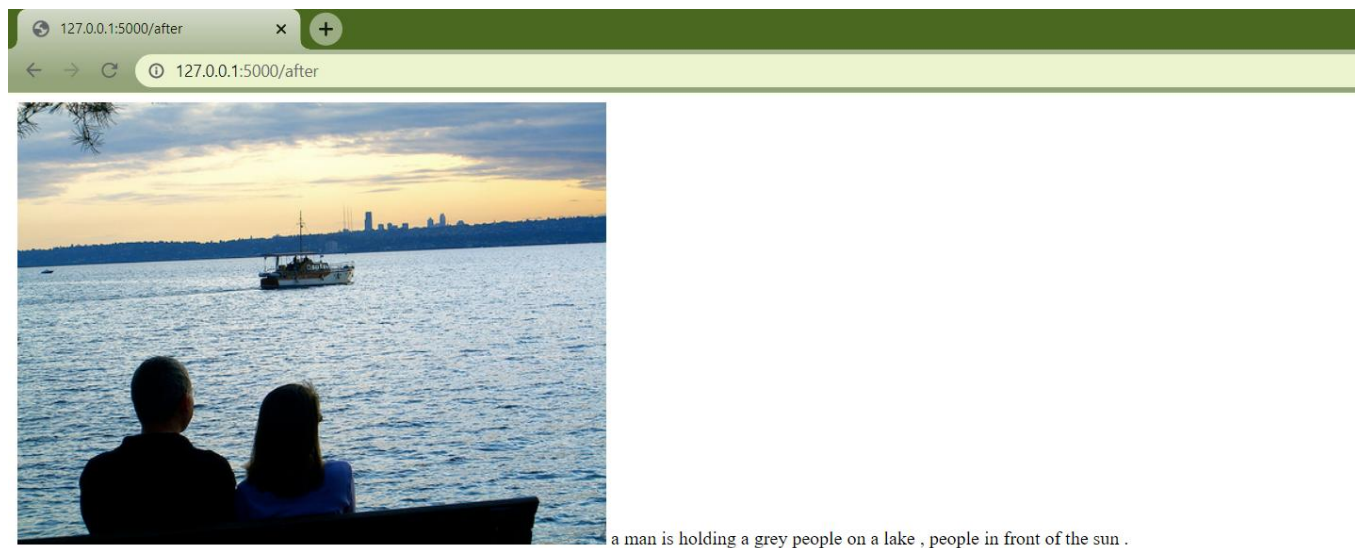 127.0.0.1:5000/after
127.0.0.1:5000/after
a man is holding a grey people on a lake , people in front of the sun .